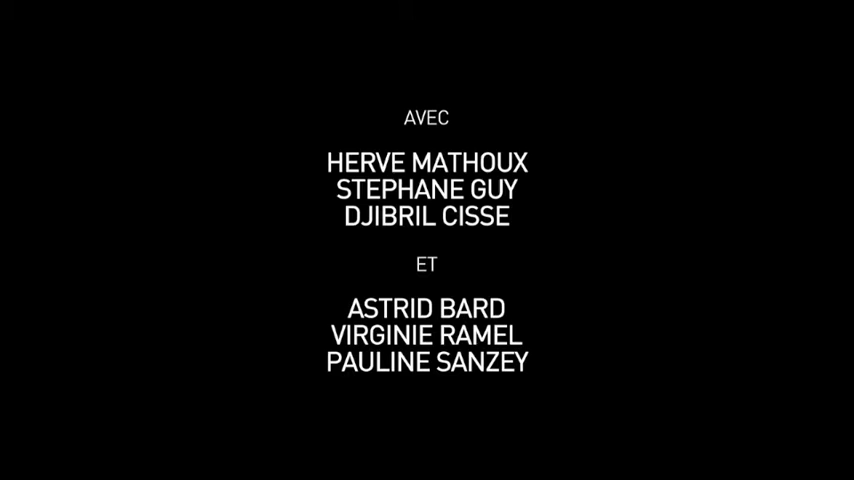 AVEC
HERVE MATHOUX
STEPHANE GUY
DJIBRIL CISSE
ET
ASTRID BARD
VIRGINIE RAMEL
PAULINE SANZEY